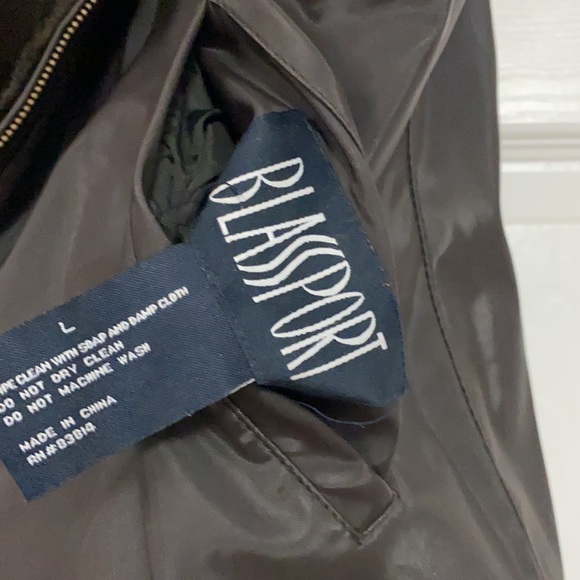 BLASSPORT
L
WIPE CLEAN WITH SOAP AND DAMP CLOTH
DO NOT DRY CLEAN
DO NOT MACHINE WASH
MADE IN CHINA
RN#83814